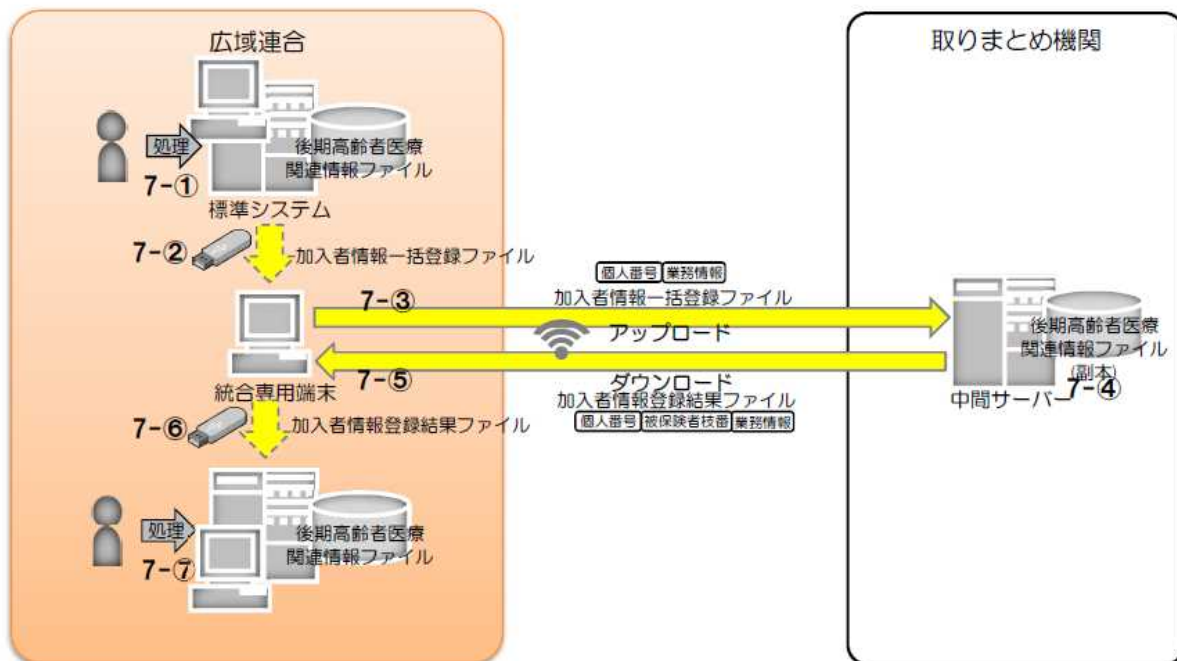 広域連合
処理
7-①
後期高齢者医療
関連情報ファイル
標準システム
7-②
加入者情報一括登録ファイル
7-③
個人番号 業務情報
加入者情報一括登録ファイル
アップロード
統合専用端末
7-⑤
ダウンロード
加入者情報登録結果ファイル
個人番号 被保険者枝番 業務情報
7-⑥
加入者情報登録結果ファイル
処理
7-⑦
後期高齢者医療
関連情報ファイル
取りまとめ機関
後期高齢者医療
関連情報ファイル
(副本)
7-④
中間サーバー